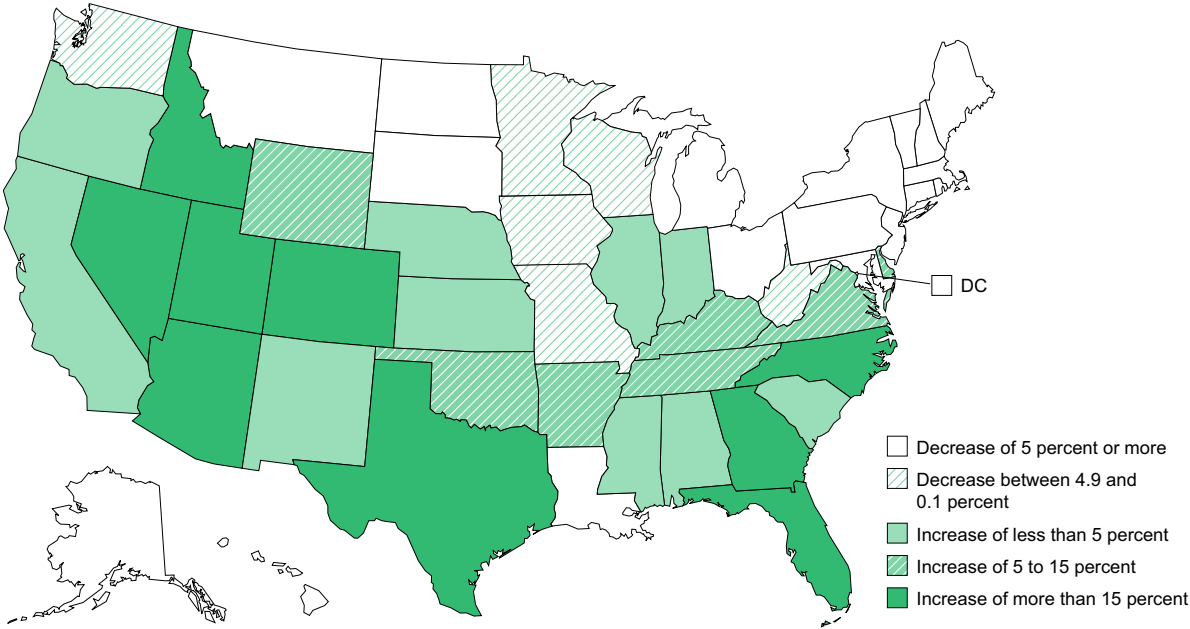 DC
Decrease of 5 percent or more
Decrease between 4.9 and
0.1 percent
Increase of less than 5 percent
Increase of 5 to 15 percent
Increase of more than 15 percent